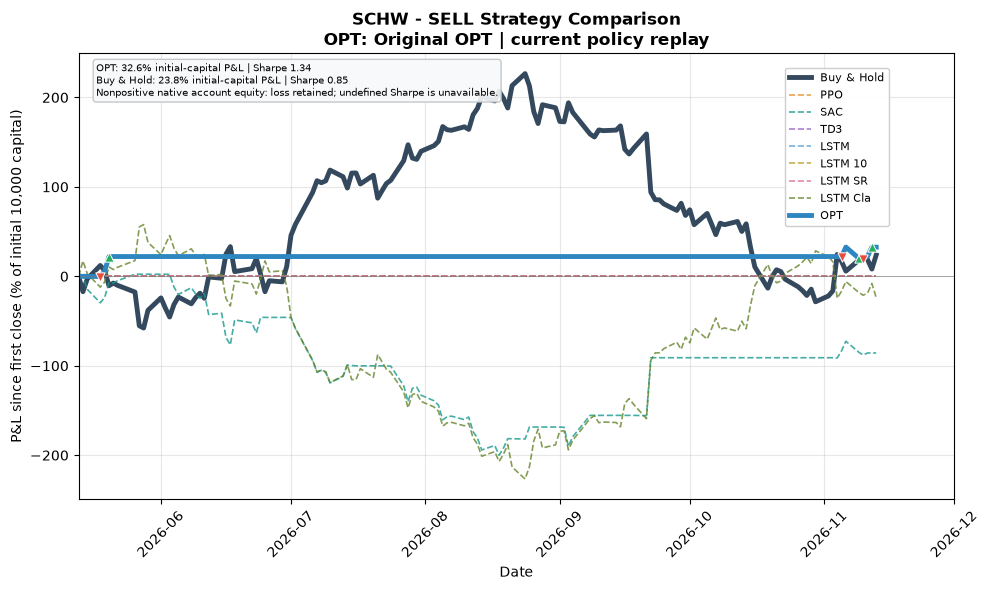 SCHW - SELL Strategy Comparison
OPT: Original OPT | current policy replay
OPT: 32.6% initial-capital P&L | Sharpe 1.34
Buy & Hold: 23.8% initial-capital P&L | Sharpe 0.85
Nonpositive native account equity: loss retained; undefined Sharpe is unavailable.
Buy & Hold
PPO
SAC
TD3
LSTM
LSTM 10
LSTM SR
LSTM Cla
OPT
P&L since first close (% of initial 10,000 capital)
200
100
0
−100
−200
2026-06
2026-07
2026-08
2026-09
2026-10
2026-11
2026-12
Date